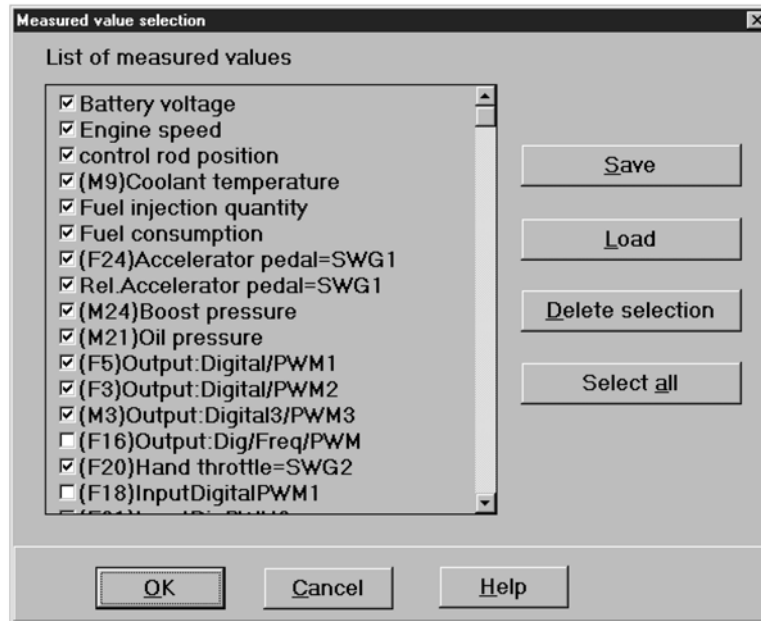 Measured value selection
List of measured values
Battery voltage
Engine speed
control rod position
(M9)Coolant temperature
Fuel injection quantity
Fuel consumption
(F24)Accelerator pedal=SWG1
Rel.Accelerator pedal=SWG1
(M24)Boost pressure
(M21)Oil pressure
(F5)Output:Digital/PWM1
(F3)Output:Digital/PWM2
(M3)Output:Digital3/PWM3
(F16)Output:Dig/Freq/PWM
(F20)Hand throttle=SWG2
(F18)InputDigitalPWM1
Save
Load
Delete selection
Select all
OK
Cancel
Help